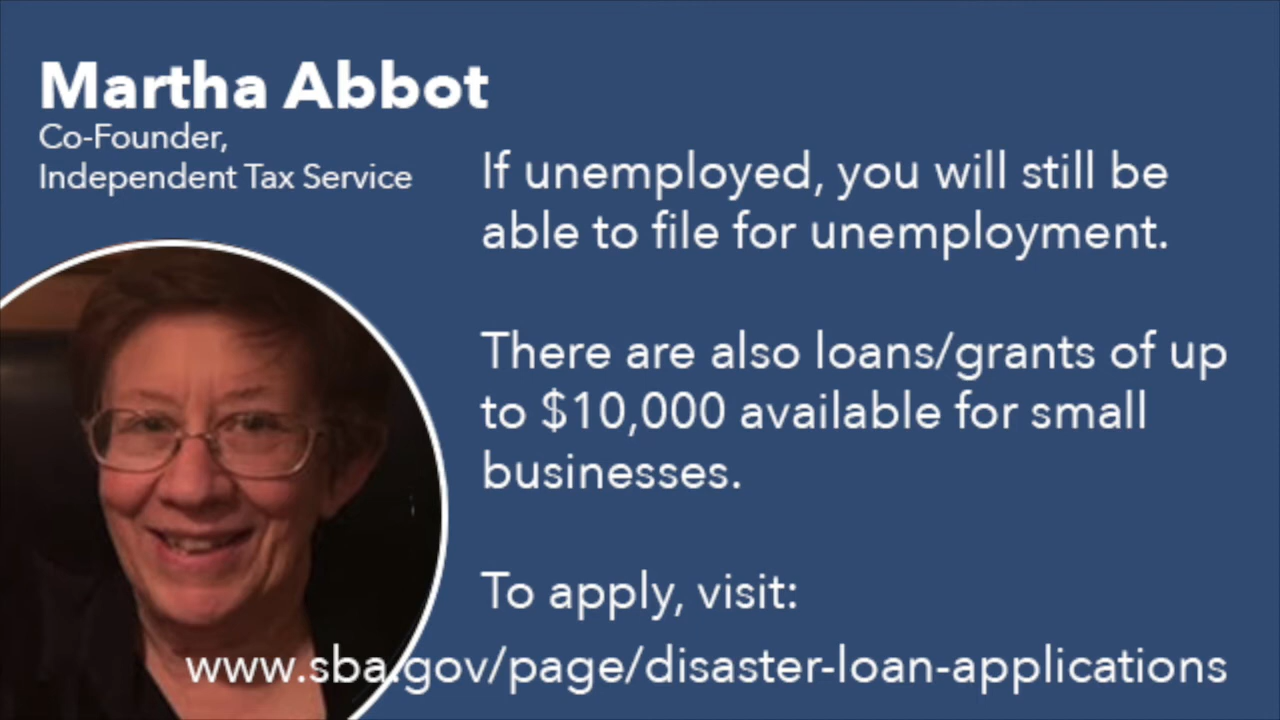 Martha Abbot
Co-Founder,
Independent Tax Service
If unemployed, you will still be
able to file for unemployment.
There are also loans/grants of up
to $10,000 available for small
businesses.
To apply, visit:
www.sba.gov/page/disaster-loan-applications